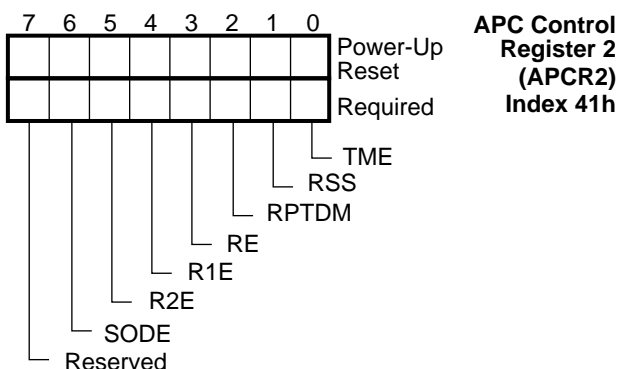 7 6 5 4 3 2 1 0
Power-Up
Reset
Required
APC Control
Register 2
(APCR2)
Index 41h
TME
RSS
RPTDM
RE
R1E
R2E
SODE
Reserved